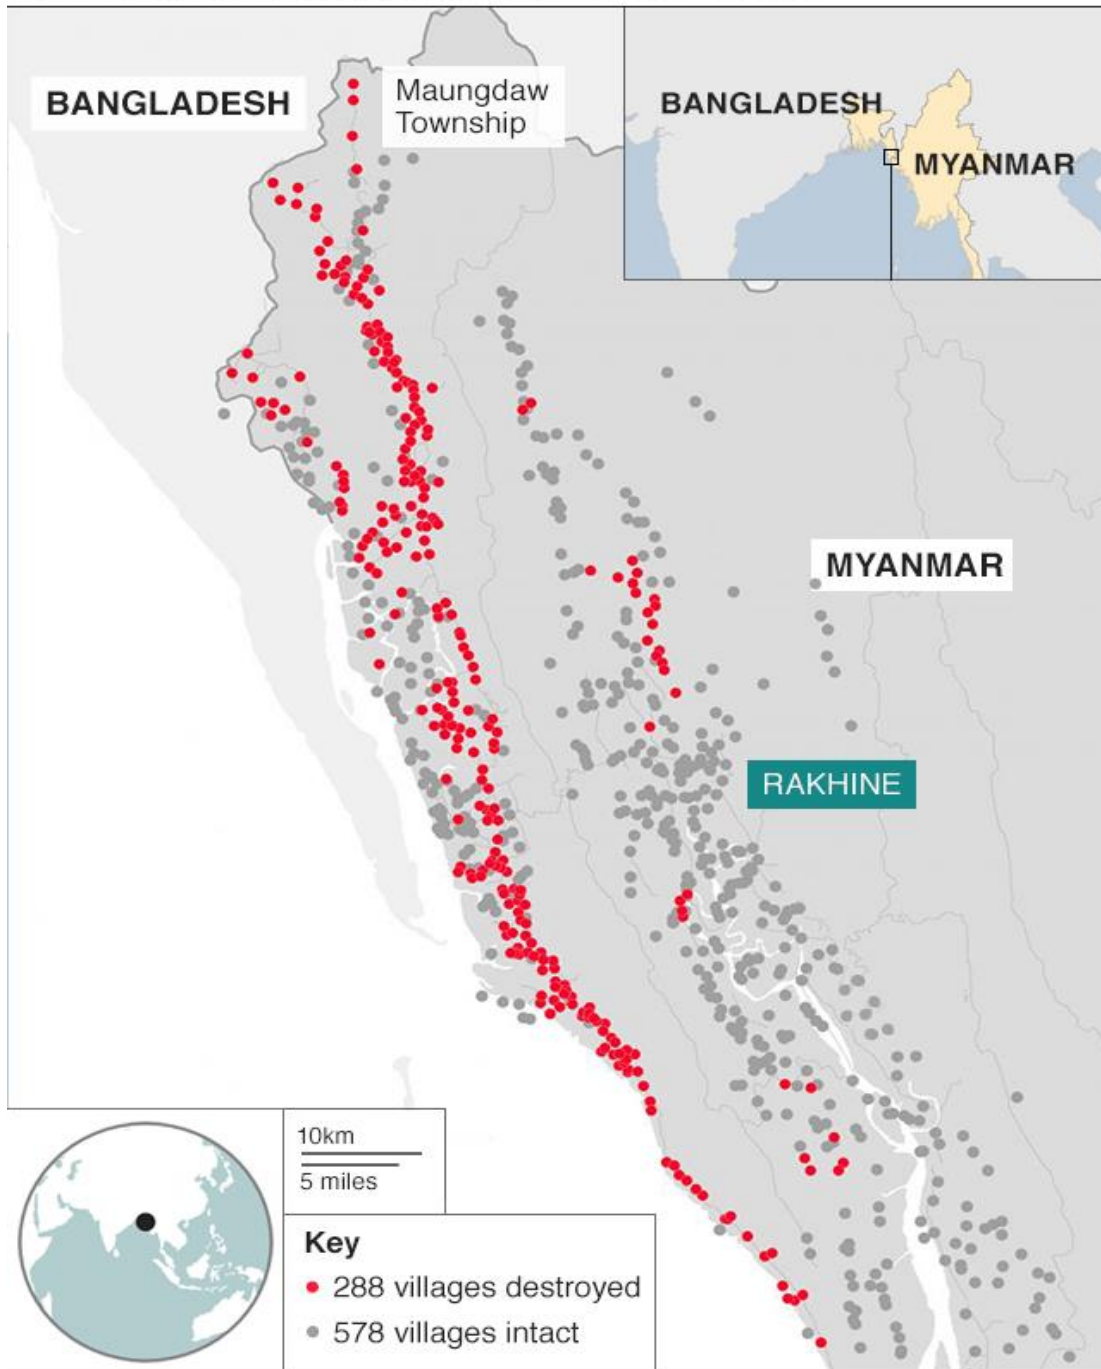 BANGLADESH
Maungdaw
Township
BANGLADESH
MYANMAR
MYANMAR
RAKHINE
10km
5 miles
Key
288 villages destroyed
578 villages intact